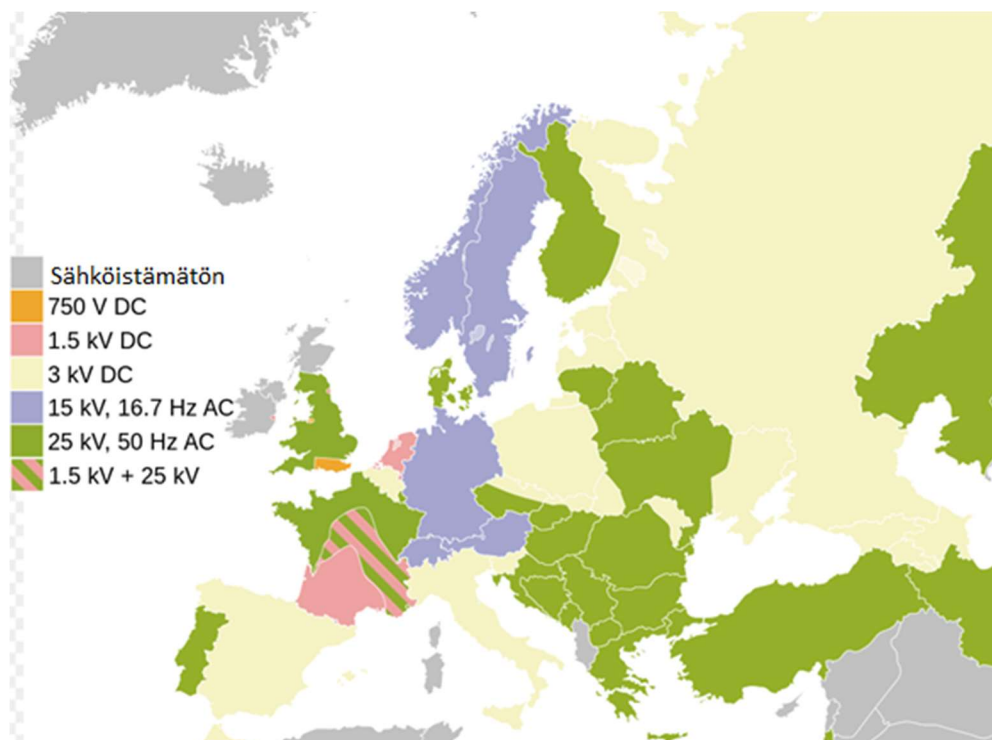 Sähköistämätön
750 V DC
1.5 kV DC
3 kV DC
15 kV, 16.7 Hz AC
25 kV, 50 Hz AC
1.5 kV + 25 kV